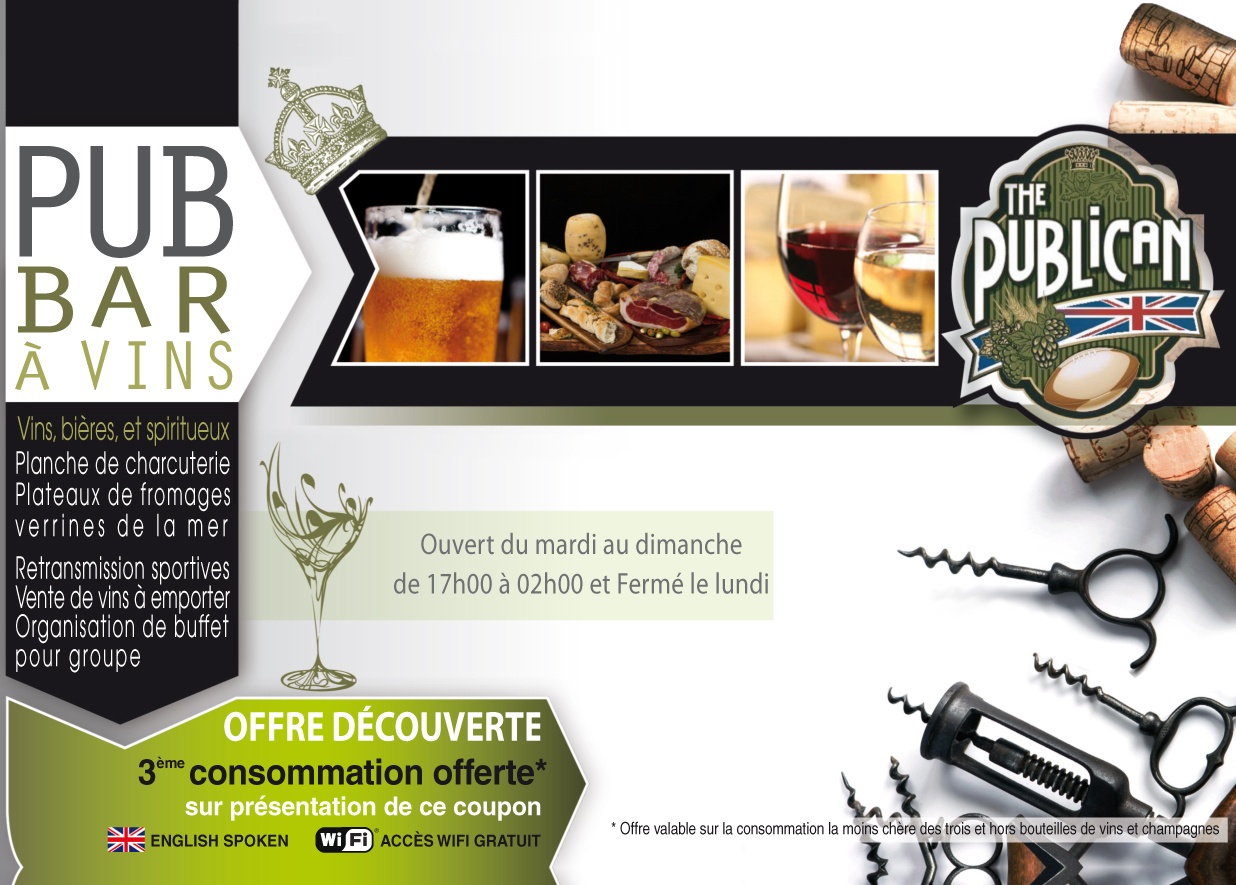 PUB
BAR
À VINS
Vins, bières, et spiritueux
Planche de charcuterie
Plateaux de fromages
verrines de la mer
Retransmission sportives
Vente de vins à emporter
Organisation de buffet
pour groupe
THE
PUBLiCAN
Ouvert du mardi au dimanche
de 17h00 à 02h00 et Fermé le lundi
OFFRE DÉCOUVERTE
3ème consommation offerte*
sur présentation de ce coupon
ENGLISH SPOKEN Wi Fi® ACCÈS WIFI GRATUIT
* Offre valable sur la consommation la moins chère des trois et hors bouteilles de vins et champagnes